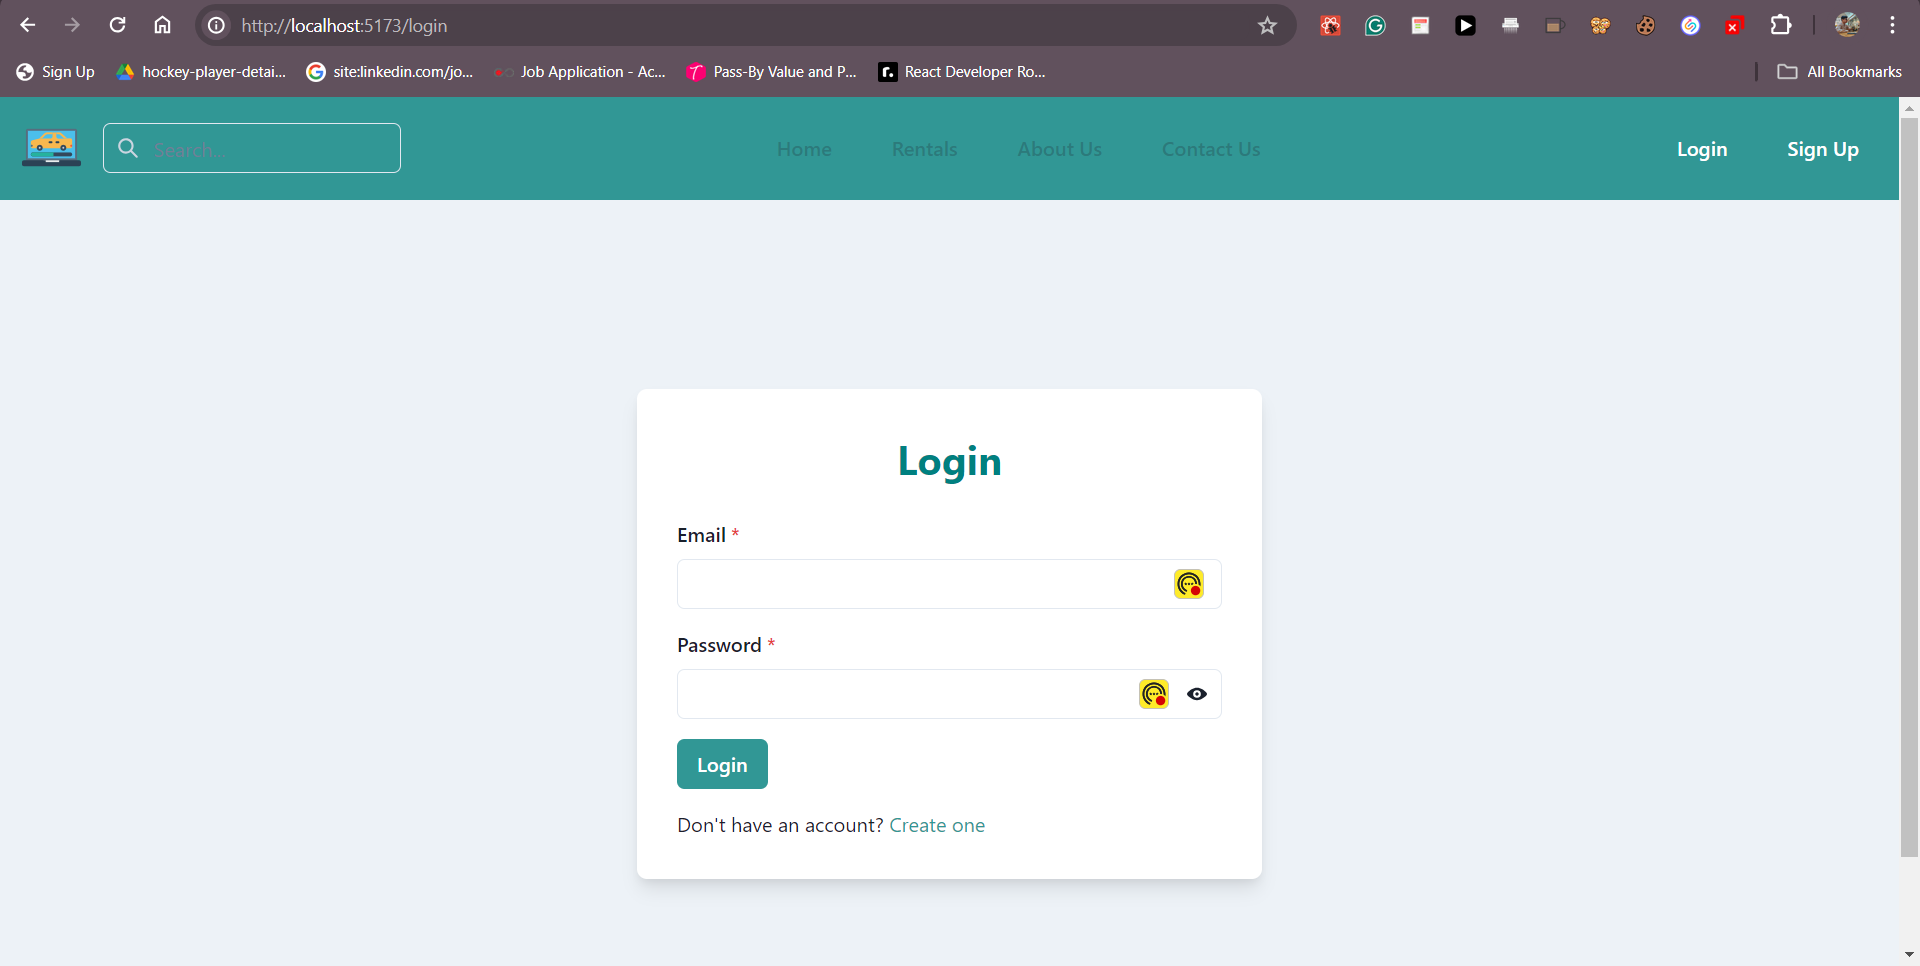 http://localhost:5173/login
Sign Up hockey-player-detai... site:linkedin.com/jo... Job Application - Ac... Pass-By Value and P... React Developer Ro... All Bookmarks
Search... Home Rentals About Us Contact Us Login Sign Up
Login
Email *
Password *
Login
Don't have an account? Create one